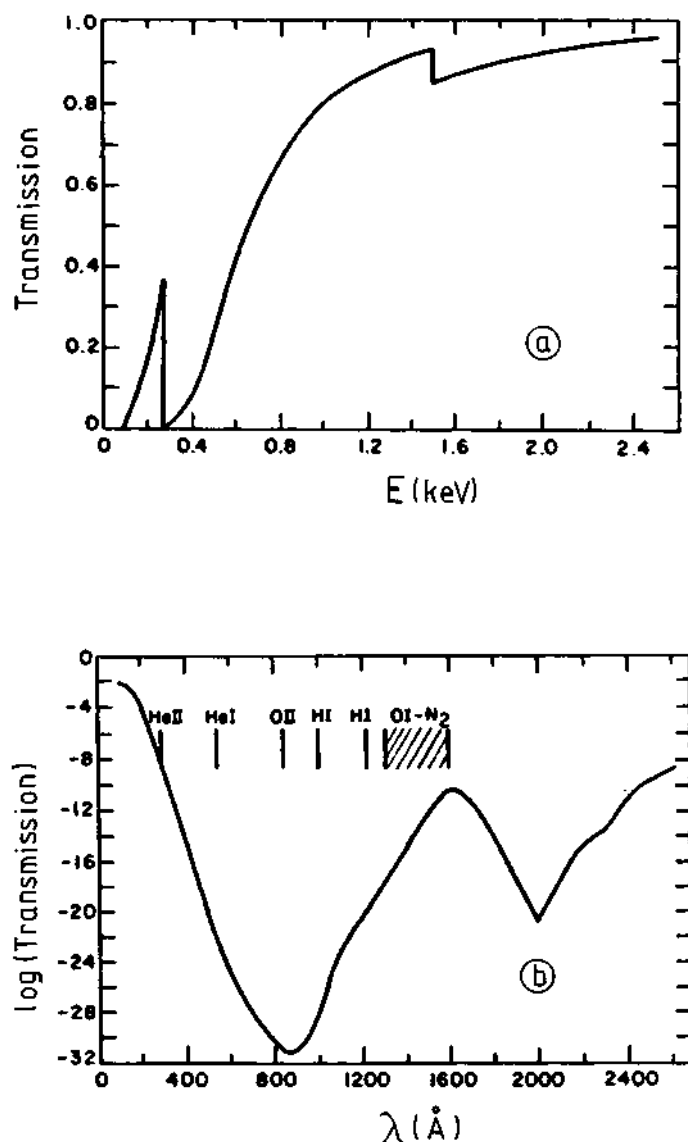 1.0
0.8
0.6
0.4
0.2
0
Transmission
a
0 0.4 0.8 1.2 1.6 2.0 2.4
E (keV)
0
-4
-8
-12
-16
-20
-24
-28
-32
log (Transmission)
HeII HeI OII HI HI OI-N2
b
0 400 800 1200 1600 2000 2400
λ (Å)